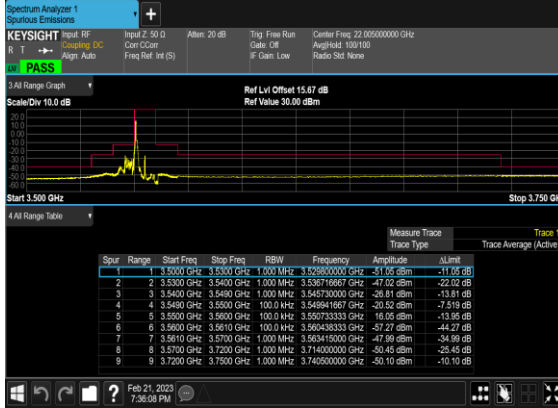 Spectrum Analyzer 1
Spurious Emissions
KEYSIGHT Input: RF Input Z: 50 Ω Atten: 20 dB Trig: Free Run Center Freq: 22.005000000 GHz
R T Coupling: DC Corr CCorr Gate: Off Avg|Hold: 100/100
Align: Auto Freq Ref: Int (S) IF Gain: Low Radio Std: None
PASS
3.All Range Graph
Ref Lvl Offset 15.67 dB
Scale/Div 10.0 dB Ref Value 30.00 dBm
20.0
10.0
0.00
-10.0
-20.0
-30.0
-40.0
-50.0
-60.0
Start 3.500 GHz Stop 3.750 GH
4 All Range Table
Measure Trace Trace 1
Trace Type Trace Average (Active
Spur Range Start Freq Stop Freq RBW Frequency Amplitude ΔLimit
1 1 3.5000 GHz 3.5300 GHz 1.000 MHz 3.529800000 GHz -51.05 dBm -11.05 dB
2 2 3.5300 GHz 3.5400 GHz 1.000 MHz 3.536716667 GHz -47.02 dBm -22.02 dB
3 3 3.5400 GHz 3.5490 GHz 1.000 MHz 3.545730000 GHz -26.81 dBm -13.81 dB
4 4 3.5490 GHz 3.5500 GHz 100.0 kHz 3.549941667 GHz -20.52 dBm -7.519 dB
5 5 3.5500 GHz 3.5600 GHz 100.0 kHz 3.550733333 GHz 16.05 dBm -13.95 dB
6 6 3.5600 GHz 3.5610 GHz 100.0 kHz 3.560438333 GHz -57.27 dBm -44.27 dB
7 7 3.5610 GHz 3.5700 GHz 1.000 MHz 3.563415000 GHz -47.99 dBm -34.99 dB
8 8 3.5700 GHz 3.7200 GHz 1.000 MHz 3.714000000 GHz -50.45 dBm -25.45 dB
9 9 3.7200 GHz 3.7500 GHz 1.000 MHz 3.740500000 GHz -50.10 dBm -10.10 dB
Feb 21, 2023
7:36:08 PM